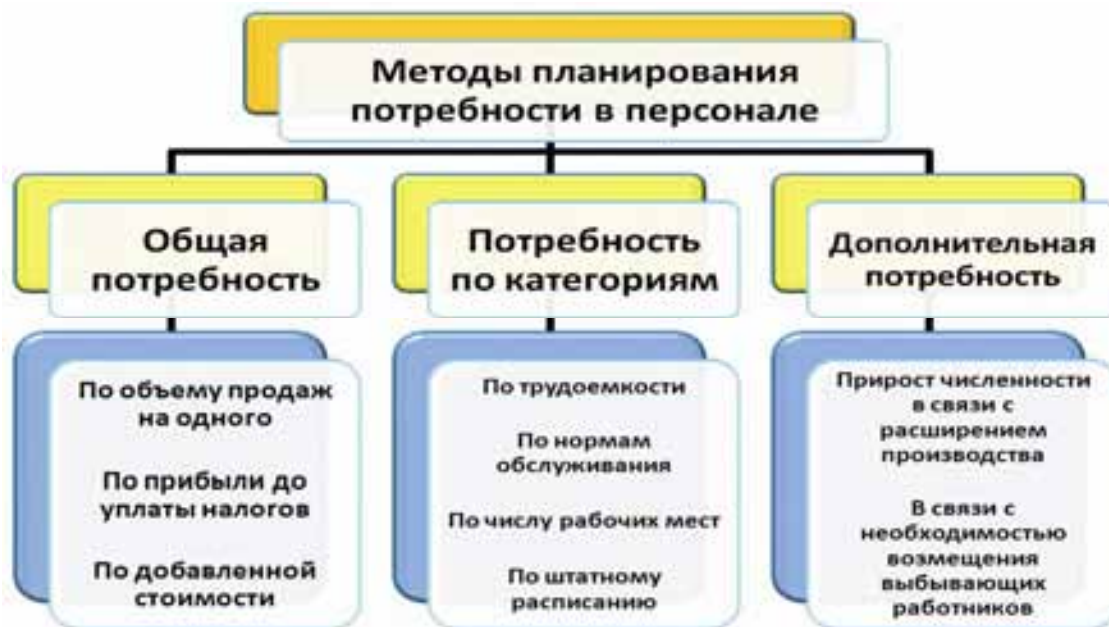 Методы планирования
потребности в персонале
Общая
потребность
Потребность
по категориям
Дополнительная
потребность
По объему продаж
на одного
По прибыли до
уплаты налогов
По добавленной
стоимости
По трудоемкости
По нормам
обслуживания
По числу рабочих мест
По штатному
расписанию
Прирост численности
в связи с
расширением
производства
В связи с
необходимостью
возмещения
выбывающих
работников